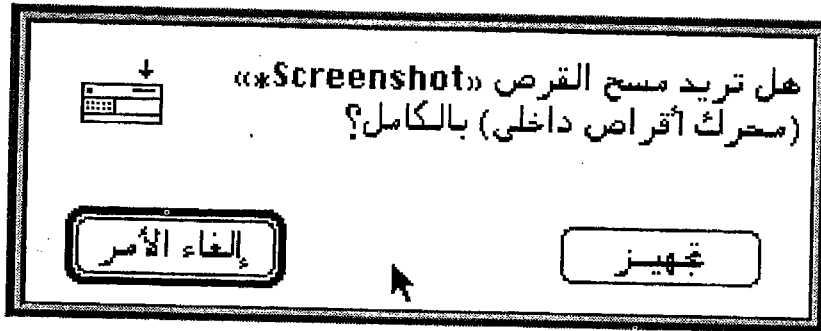 هل تريد مسح القرص «Screenshot*»
(محرك أقراص داخلي) بالكامل؟
تجهيز
إلغاء الأمر